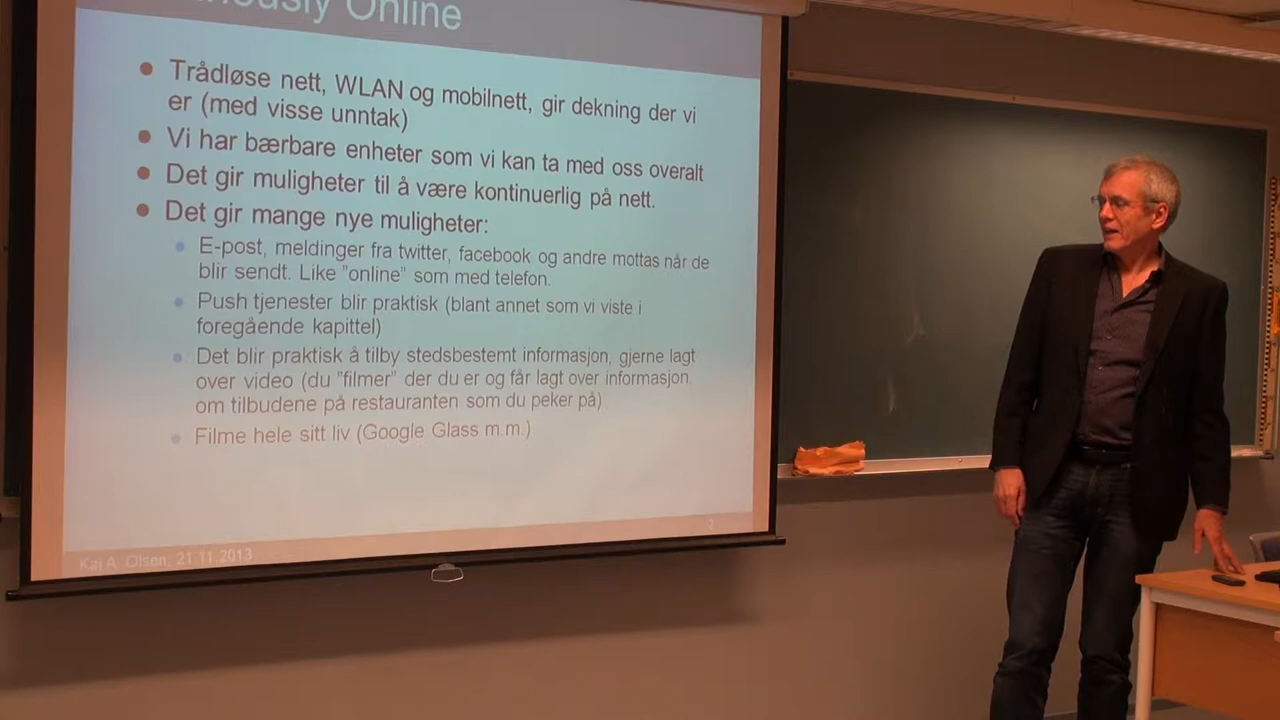 Online
Trådløse nett, WLAN og mobilnett, gir dekning der vi
er (med visse unntak)
Vi har bærbare enheter som vi kan ta med oss overalt
Det gir muligheter til å være kontinuerlig på nett.
Det gir mange nye muligheter:
E-post, meldinger fra twitter, facebook og andre mottas når de
blir sendt. Like "online" som med telefon.
Push tjenester blir praktisk (blant annet som vi viste i
foregående kapittel)
Det blir praktisk å tilby stedsbestemt informasjon, gjerne lagt
over video (du "filmer" der du er og får lagt over informasjon
om tilbudene på restauranten som du peker på)
Filme hele sitt liv (Google Glass m.m.)
2
Kai A. Olsen, 21.11.2013